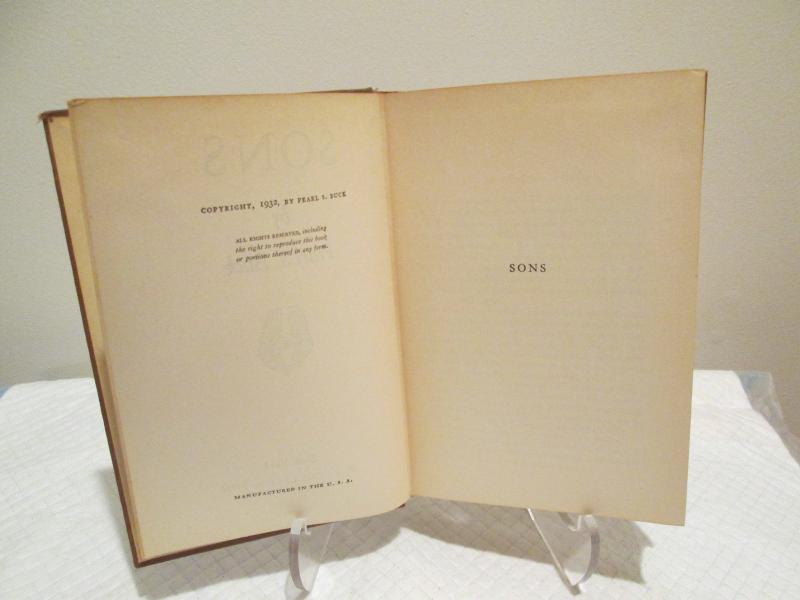 COPYRIGHT, 1932, BY PEARL S. BUCK
ALL RIGHTS RESERVED, including
the right to reproduce this book
or portions thereof in any form.
MANUFACTURED IN THE U. S. A.
SONS